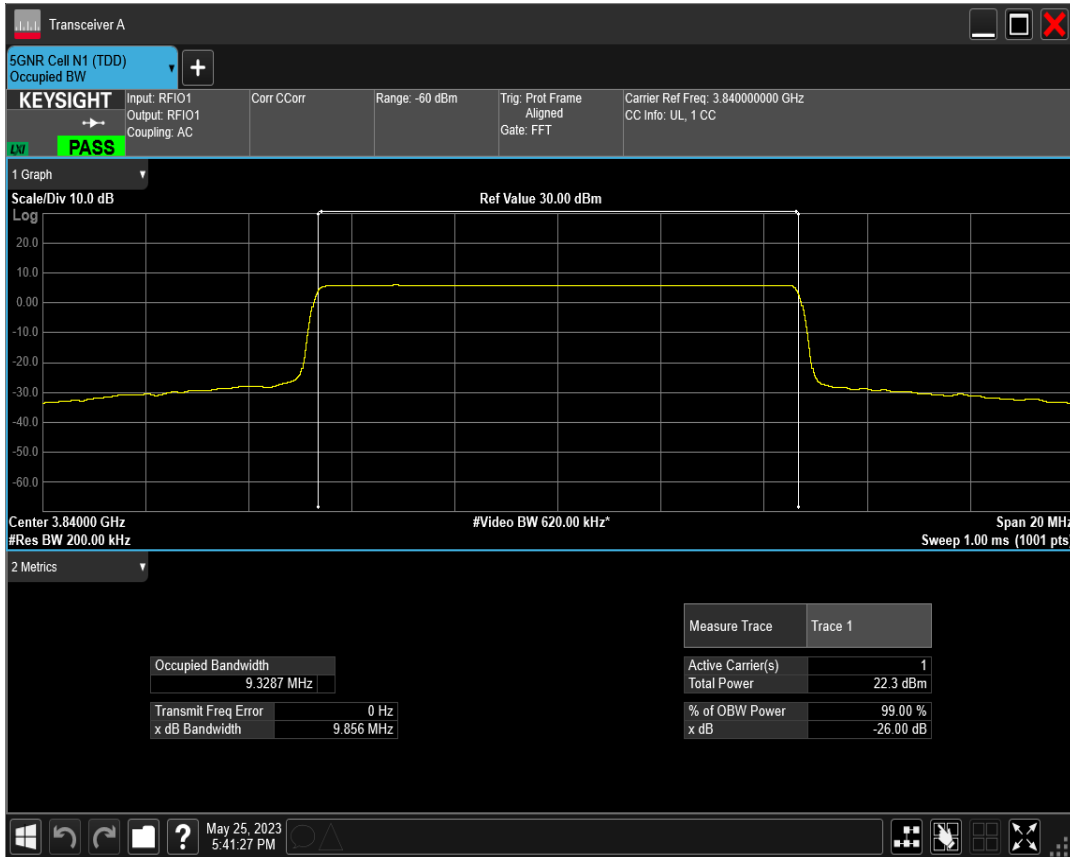 Transceiver A
5GNR Cell N1 (TDD)
Occupied BW
+
KEYSIGHT
LXI
PASS
Input: RFIO1
Output: RFIO1
Coupling: AC
Corr CCorr
Range: -60 dBm
Trig: Prot Frame
Aligned
Gate: FFT
Carrier Ref Freq: 3.840000000 GHz
CC Info: UL, 1 CC
1 Graph
Scale/Div 10.0 dB
Ref Value 30.00 dBm
Log
20.0
10.0
0.00
-10.0
-20.0
-30.0
-40.0
-50.0
-60.0
Center 3.84000 GHz
#Video BW 620.00 kHz*
Span 20 MHz
#Res BW 200.00 kHz
Sweep 1.00 ms (1001 pts)
2 Metrics
Measure Trace Trace 1
Occupied Bandwidth
9.3287 MHz
Active Carrier(s) 1
Total Power 22.3 dBm
Transmit Freq Error 0 Hz
x dB Bandwidth 9.856 MHz
% of OBW Power 99.00 %
x dB -26.00 dB
?
May 25, 2023
5:41:27 PM